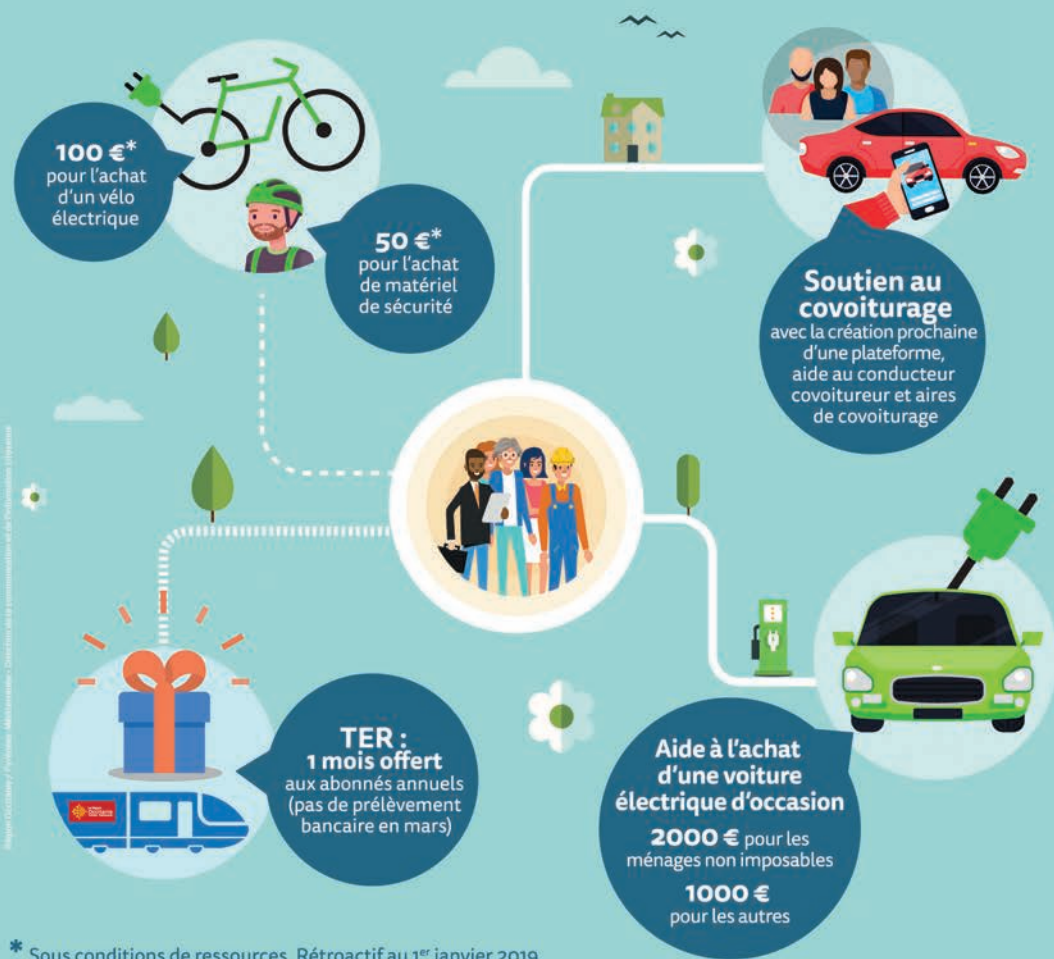 100 €*
pour l'achat
d'un vélo
électrique
50 €*
pour l'achat
de matériel
de sécurité
Soutien au
covoiturage
avec la création prochaine
d'une plateforme,
aide au conducteur
covoitureur et aires
de covoiturage
TER :
1 mois offert
aux abonnés annuels
(pas de prélèvement
bancaire en mars)
Aide à l'achat
d'une voiture
électrique d'occasion
2000 € pour les
ménages non imposables
1000 €
pour les autres
* Sous conditions de ressources. Rétroactif au 1er janvier 2019